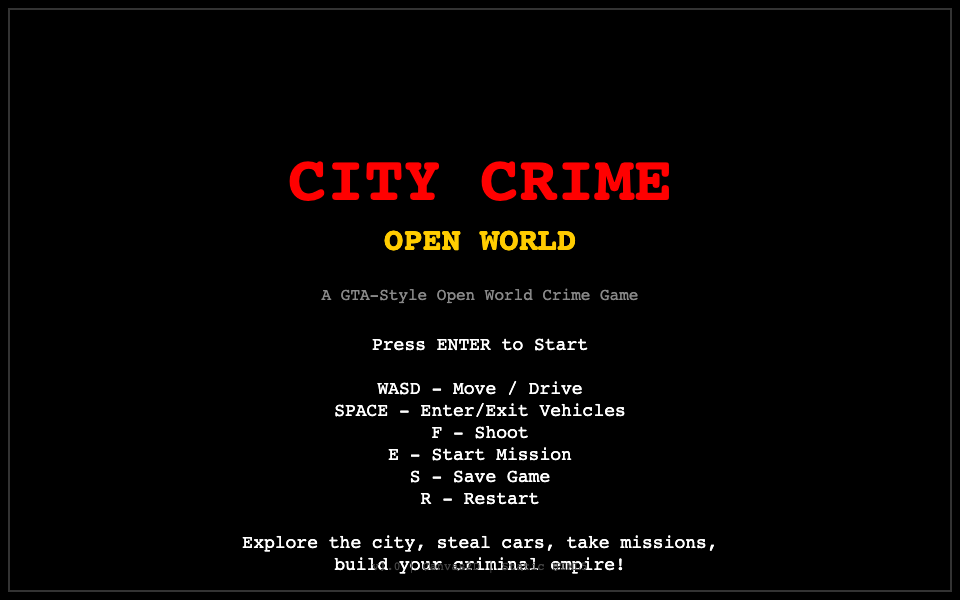 CITY CRIME
OPEN WORLD
A GTA-Style Open World Crime Game
Press ENTER to Start
WASD - Move / Drive
SPACE - Enter/Exit Vehicles
F - Shoot
E - Start Mission
S - Save Game
R - Restart
Explore the city, steal cars, take missions,
build your criminal empire!